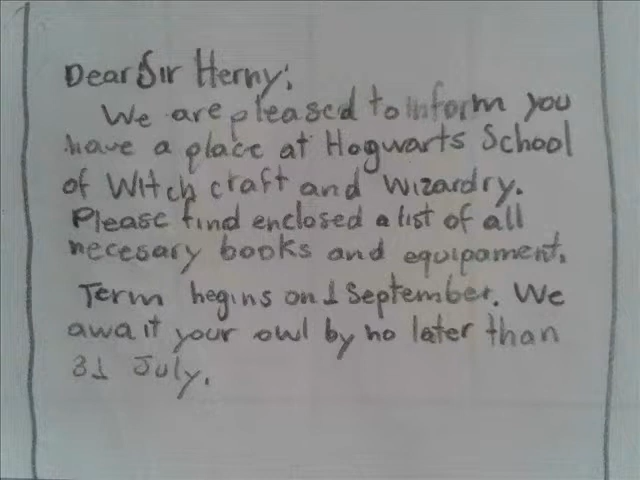 Dear Sir Herny:
We are pleased to inform you
have a place at Hogwarts School
of Witch craft and Wizardry.
Please find enclosed a list of all
necesary books and equipament.
Term begins on 1 September. We
await your owl by no later than
31 July.